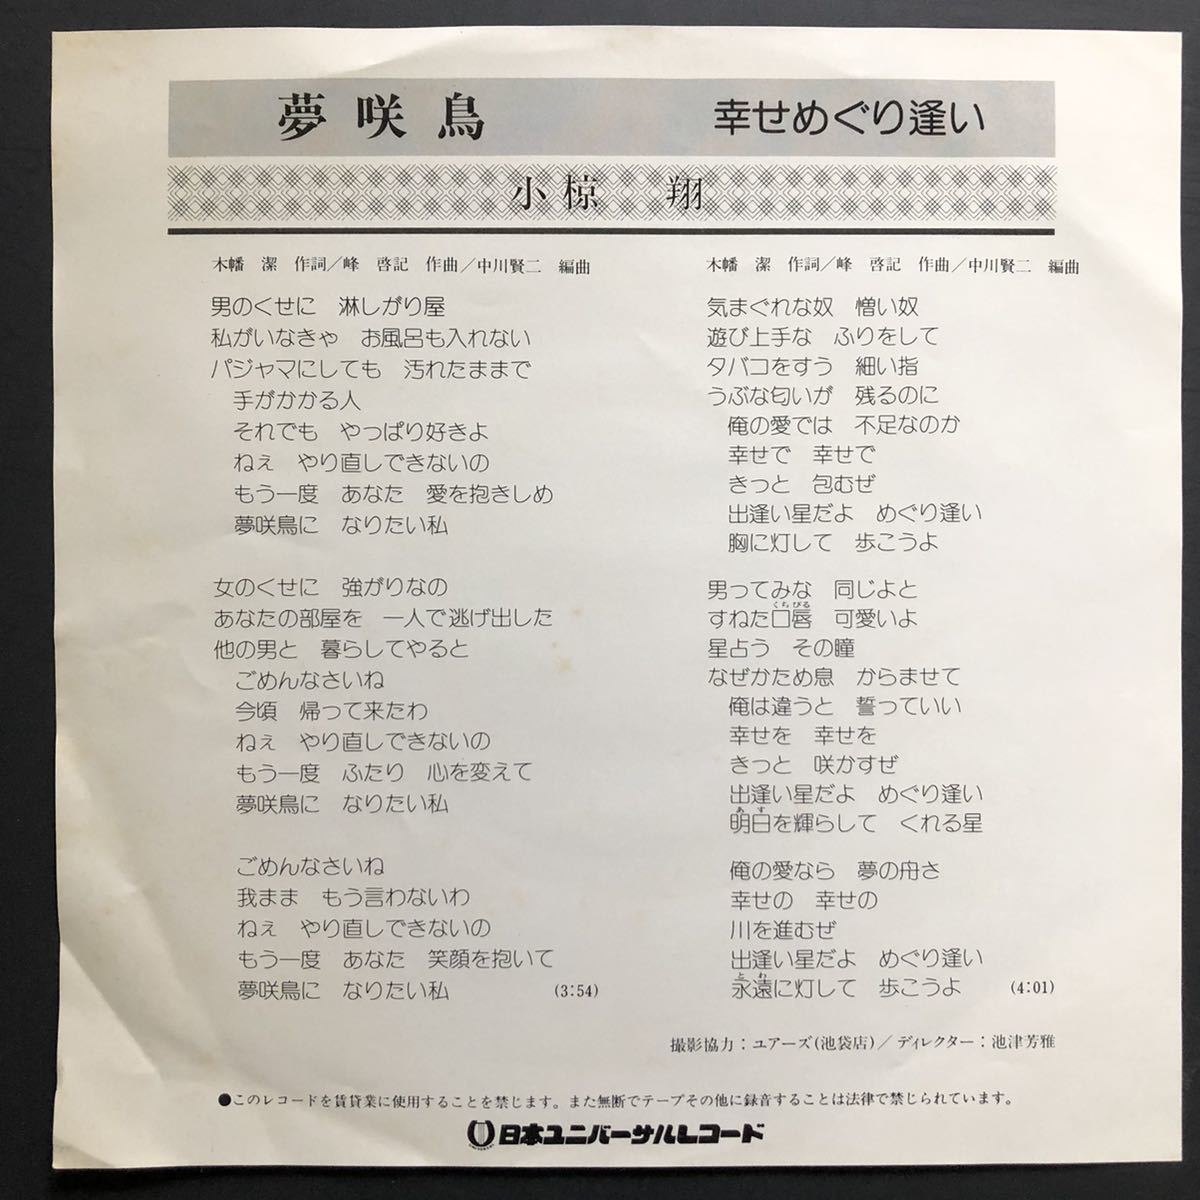 夢咲鳥　幸せめぐり逢い
小椋　翔
木幡　潔　作詞／峰　啓記　作曲／中川賢二　編曲
男のくせに　淋しがり屋
私がいなきゃ　お風呂も入れない
パジャマにしても　汚れたままで
手がかかる人
それでも　やっぱり好きよ
ねぇ　やり直しできないの
もう一度　あなた　愛を抱きしめ
夢咲鳥に　なりたい私
女のくせに　強がりなの
あなたの部屋を　一人で逃げ出した
他の男と　暮らしてやると
ごめんなさいね
今頃　帰って来たわ
ねぇ　やり直しできないの
もう一度　ふたり　心を変えて
夢咲鳥に　なりたい私
ごめんなさいね
我まま　もう言わないわ
ねぇ　やり直しできないの
もう一度　あなた　笑顔を抱いて
夢咲鳥に　なりたい私　(3:54)
木幡　潔　作詞／峰　啓記　作曲／中川賢二　編曲
気まぐれな奴　憎い奴
遊び上手な　ふりをして
タバコをすう　細い指
うぶな匂いが　残るのに
俺の愛では　不足なのか
幸せで　幸せで
きっと　包むぜ
出逢い星だよ　めぐり逢い
胸に灯して　歩こうよ
男ってみな　同じよと
くちびる
すねた口唇　可愛いよ
星占う　その瞳
なぜかため息　からませて
俺は違うと　誓っていい
幸せを　幸せを
きっと　咲かすぜ
出逢い星だよ　めぐり逢い
あす
明日を輝らして　くれる星
俺の愛なら　夢の舟さ
幸せの　幸せの
川を進むぜ
出逢い星だよ　めぐり逢い
とわ
永遠に灯して　歩こうよ　(4:01)
撮影協力：ユアーズ(池袋店)／ディレクター：池津芳雅
●このレコードを賃貸業に使用することを禁じます。また無断でテープその他に録音することは法律で禁じられています。
日本ユニバーサルレコード